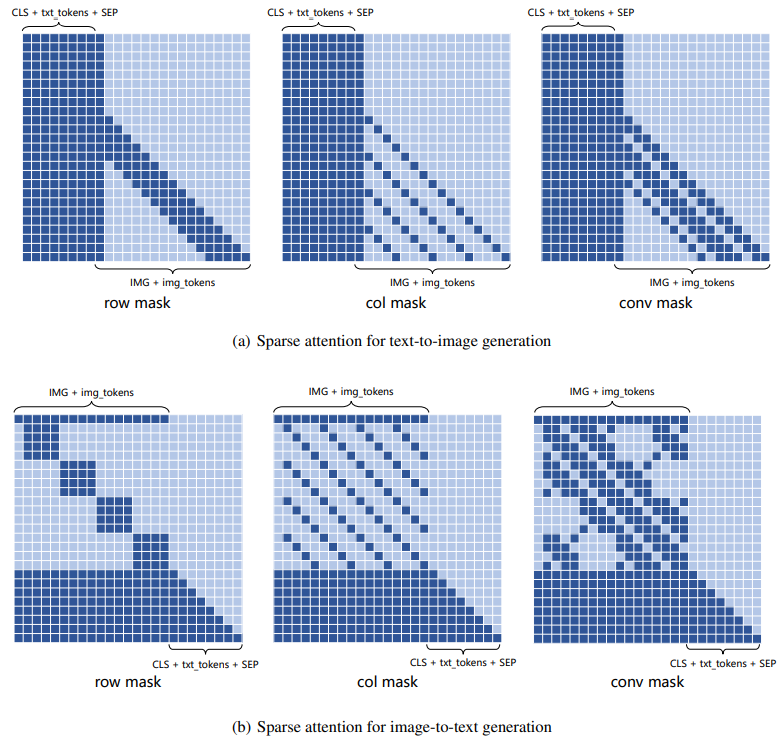 CLS + txt_tokens + SEP
CLS + txt_tokens + SEP
CLS + txt_tokens + SEP
IMG + img_tokens
IMG + img_tokens
IMG + img_tokens
row mask
col mask
conv mask
(a) Sparse attention for text-to-image generation
IMG + img_tokens
IMG + img_tokens
IMG + img_tokens
CLS + txt_tokens + SEP
CLS + txt_tokens + SEP
CLS + txt_tokens + SEP
row mask
col mask
conv mask
(b) Sparse attention for image-to-text generation